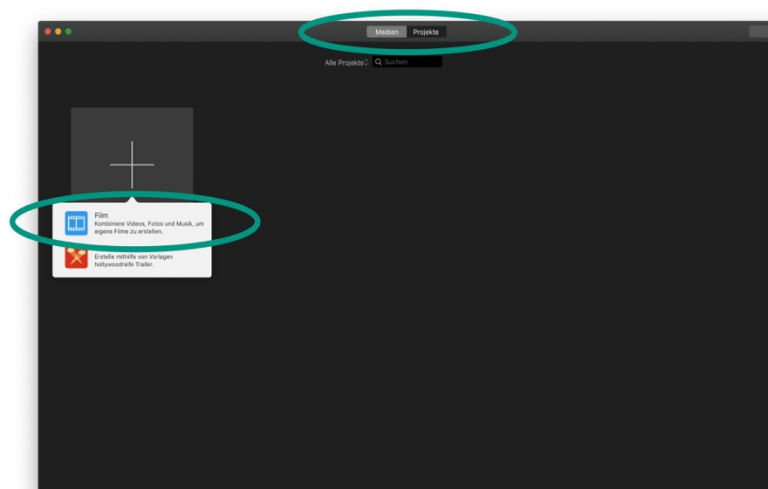 Medien Projekte
Alle Projekte Suchen
Film
Kombiniere Videos, Fotos und Musik, um
eigene Filme zu erstellen.
Erstelle mithilfe von Vorlagen
hollywoodreife Trailer.